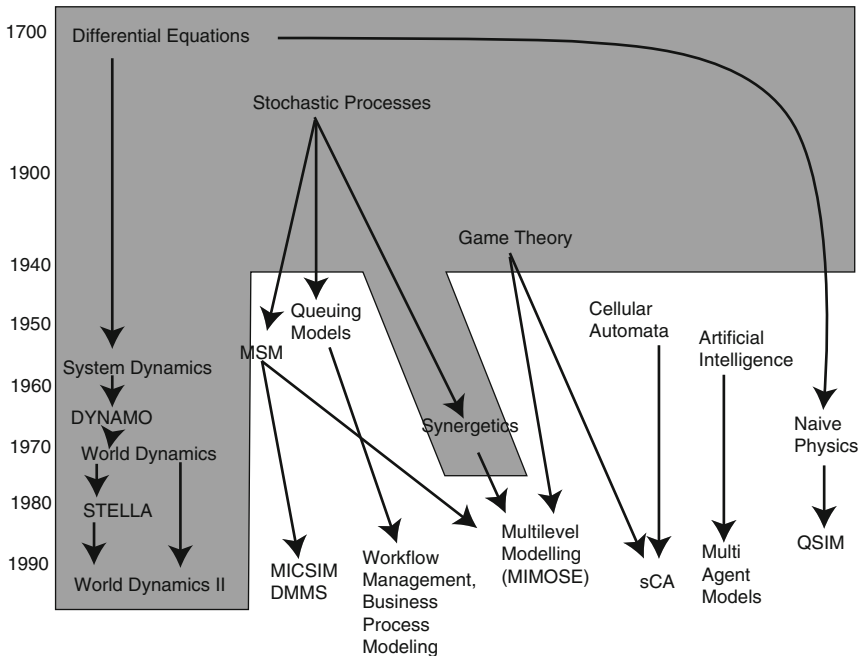 1700
Differential Equations
Stochastic Processes
1900
Game Theory
1940
1950
Queuing
Models
Cellular
Automata
Artificial
Intelligence
MSM
System Dynamics
1960
DYNAMO
Synergetics
Naive
Physics
1970
World Dynamics
1980
STELLA
Multilevel
Modelling
(MIMOSE)
QSIM
1990
MICSIM
DMMS
Workflow
Management,
Business
Process
Modeling
sCA
Multi
Agent
Models
World Dynamics II